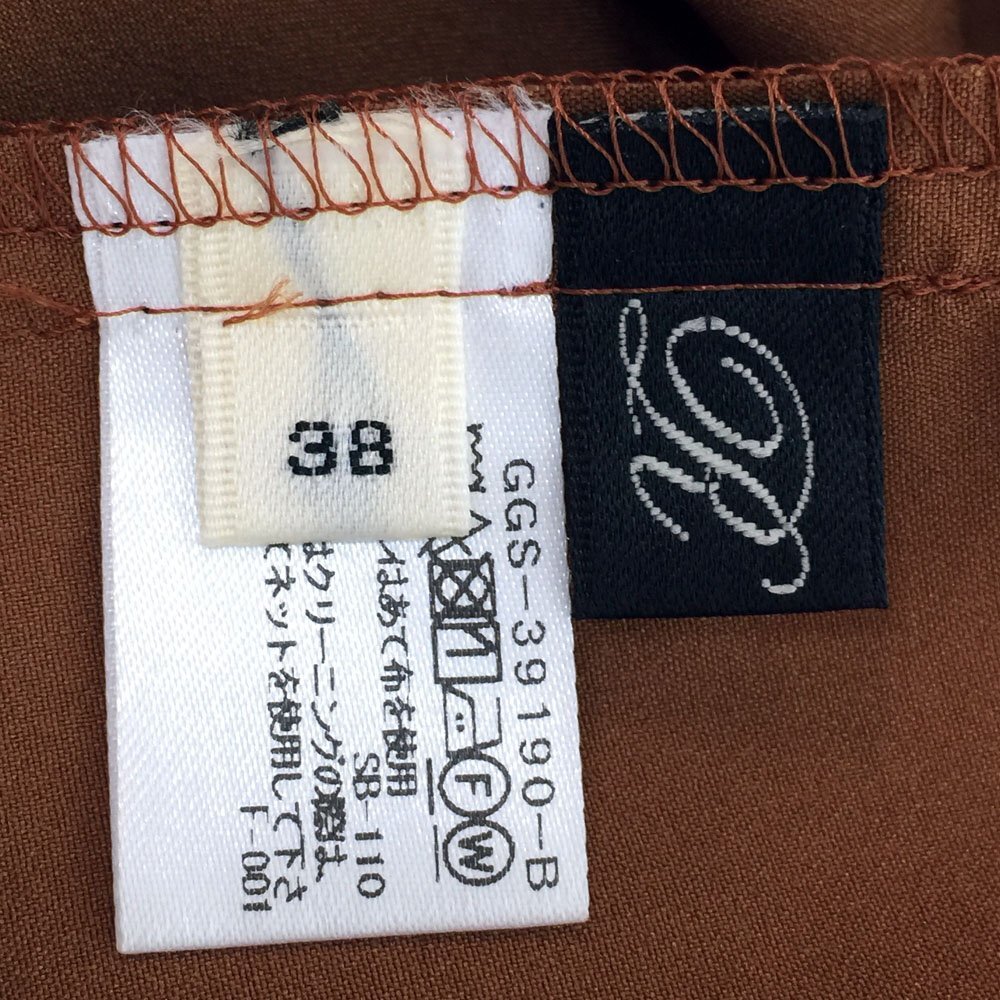 38
GGS-39190-B
F
W
はあて布を使用
SB-110
はクリーニングの際は、
てネットを使用して下さ
F-001